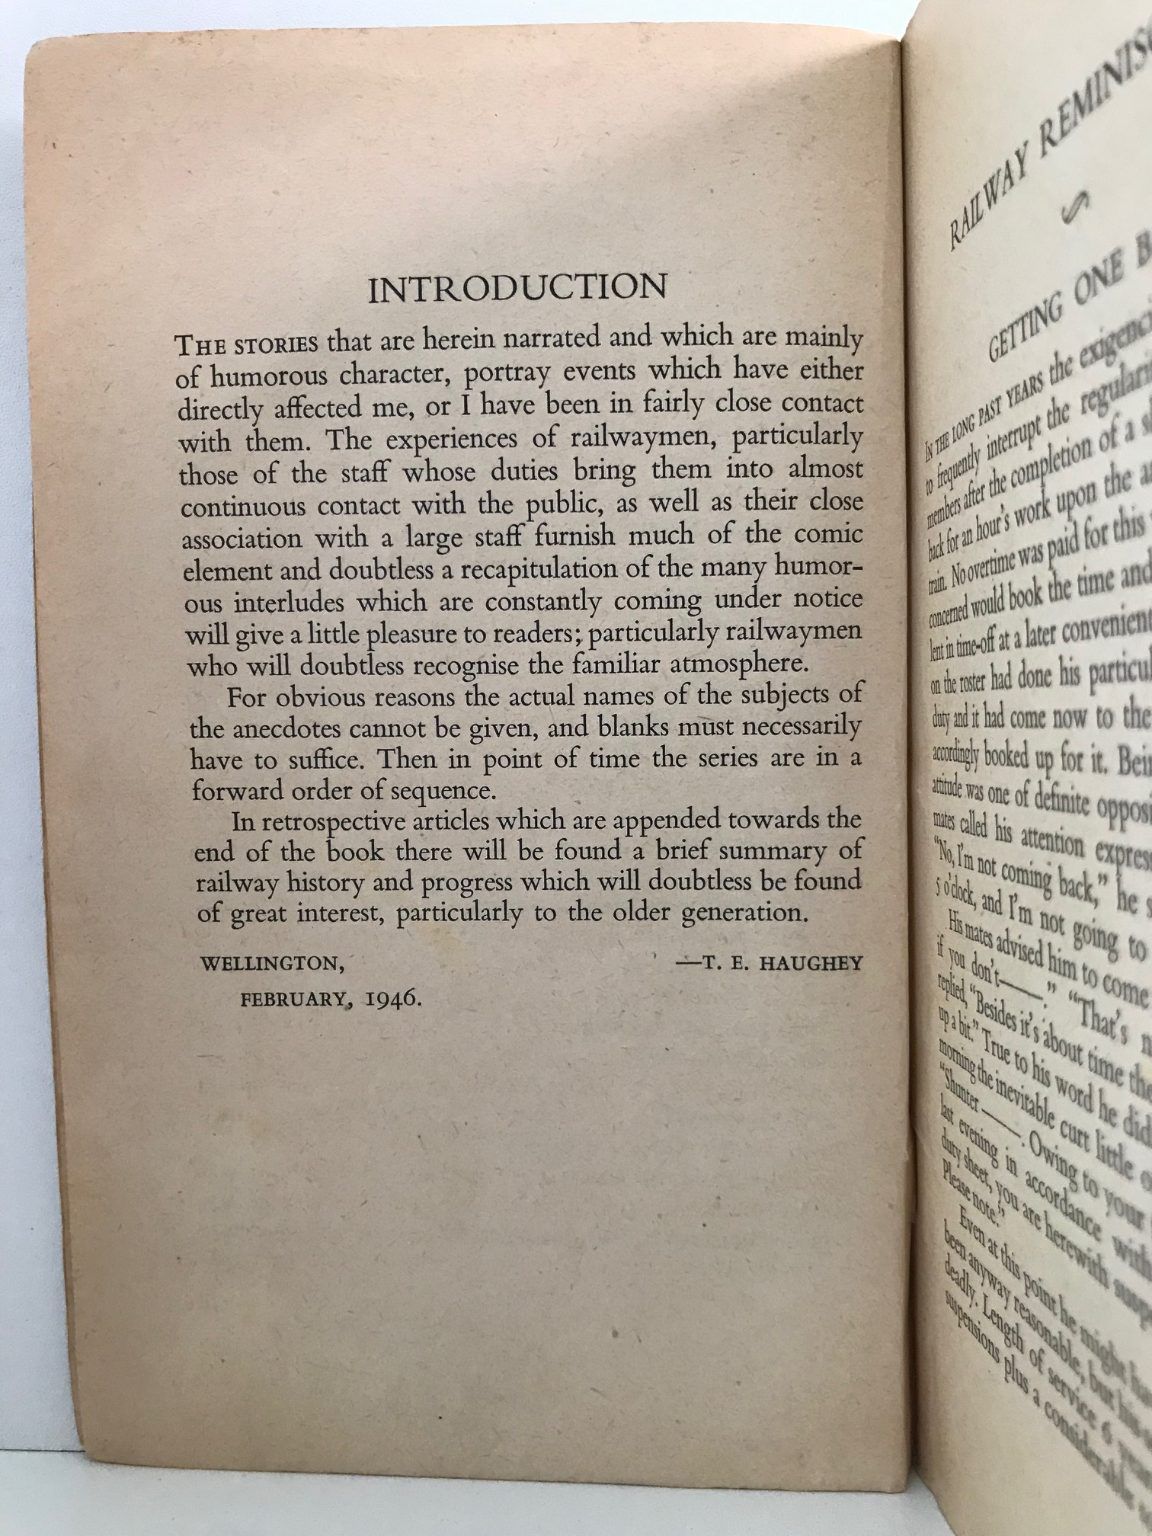 INTRODUCTION
THE STORIES that are herein narrated and which are mainly
of humorous character, portray events which have either
directly affected me, or I have been in fairly close contact
with them. The experiences of railwaymen, particularly
those of the staff whose duties bring them into almost
continuous contact with the public, as well as their close
association with a large staff furnish much of the comic
element and doubtless a recapitulation of the many humor-
ous interludes which are constantly coming under notice
will give a little pleasure to readers; particularly railwaymen
who will doubtless recognise the familiar atmosphere.
For obvious reasons the actual names of the subjects of
the anecdotes cannot be given, and blanks must necessarily
have to suffice. Then in point of time the series are in a
forward order of sequence.
In retrospective articles which are appended towards the
end of the book there will be found a brief summary of
railway history and progress which will doubtless be found
of great interest, particularly to the older generation.
WELLINGTON, —T. E. HAUGHEY
FEBRUARY, 1946.
RAILWAY
GETTING ONE
IN THE LONG PAST YEARS the
to frequently interrupt the
members after the completion of a
back for an hour's work upon the
train. No overtime was paid for this
concerned would book the time and
lent in time-off at a later convenient
on the roster had done his
duty and it had come now to the
accordingly booked up for it.
attitude was one of definite
mates called his attention
"No, I'm not coming back," he
5 o'clock, and I'm not going to
His mates advised him to come
if you don't——." "That's
replied, "Besides it's about time
up a bit." True to his word he did
morning the inevitable curt little
"Shunter ——. Owing to your
last evening in accordance with
duty sheet, you are herewith
Please note."
Even at this point he might
been anyway reasonable, but
deadly. Length of service 6
suspensions plus a considerable